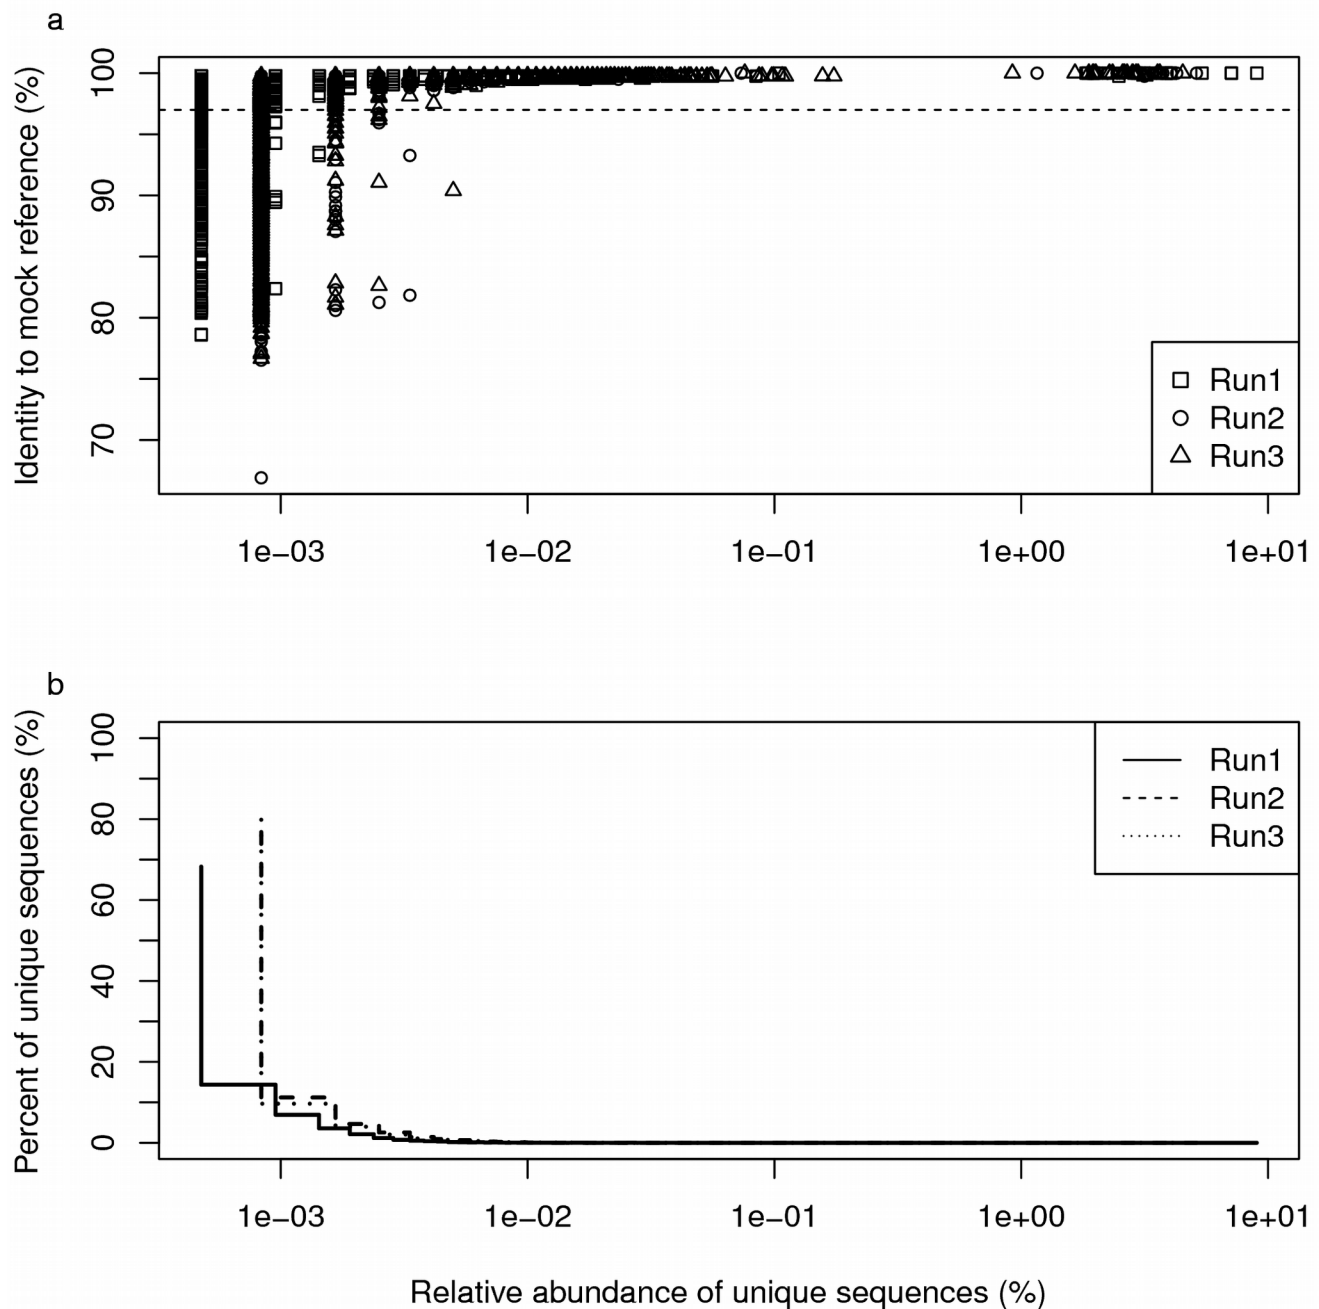 a
Identity to mock reference (%)
100
90
80
70
Run1
Run2
Run3
1e−03 1e−02 1e−01 1e+00 1e+01
b
Percent of unique sequences (%)
100
80
60
40
20
0
Run1
Run2
Run3
1e−03 1e−02 1e−01 1e+00 1e+01
Relative abundance of unique sequences (%)